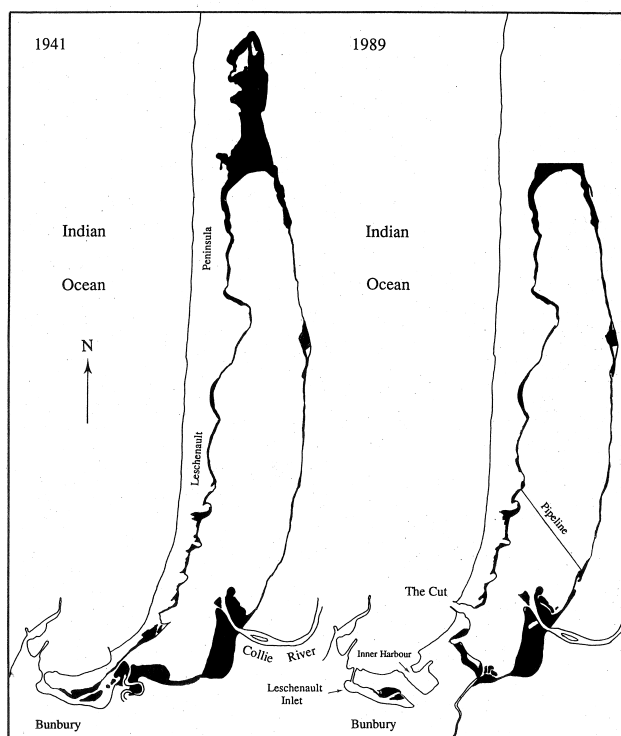 1941
Indian
Ocean
N
Peninsula
Leschenault
Collie River
Bunbury
1989
Indian
Ocean
Pipeline
The Cut
Inner Harbour
Leschenault
Inlet
Bunbury